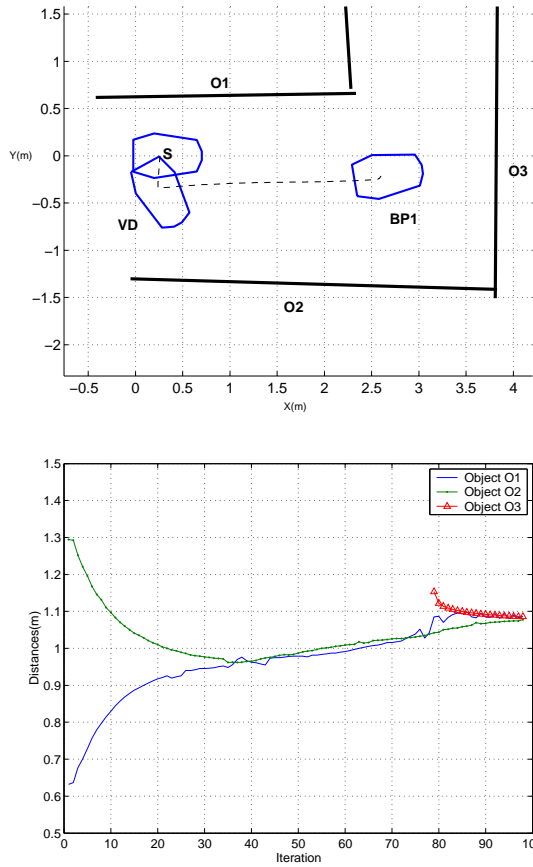 1.5
1
O1
0.5
Y(m)
0
S
O3
−0.5
VD
BP1
−1
−1.5
O2
−2
−0.5 0 0.5 1 1.5 2 2.5 3 3.5 4
X(m)
1.5
Object O1
Object O2
1.4
Object O3
1.3
1.2
1.1
Distances(m)
1
0.9
0.8
0.7
0.6
0.5
0 10 20 30 40 50 60 70 80 90 100
Iteration